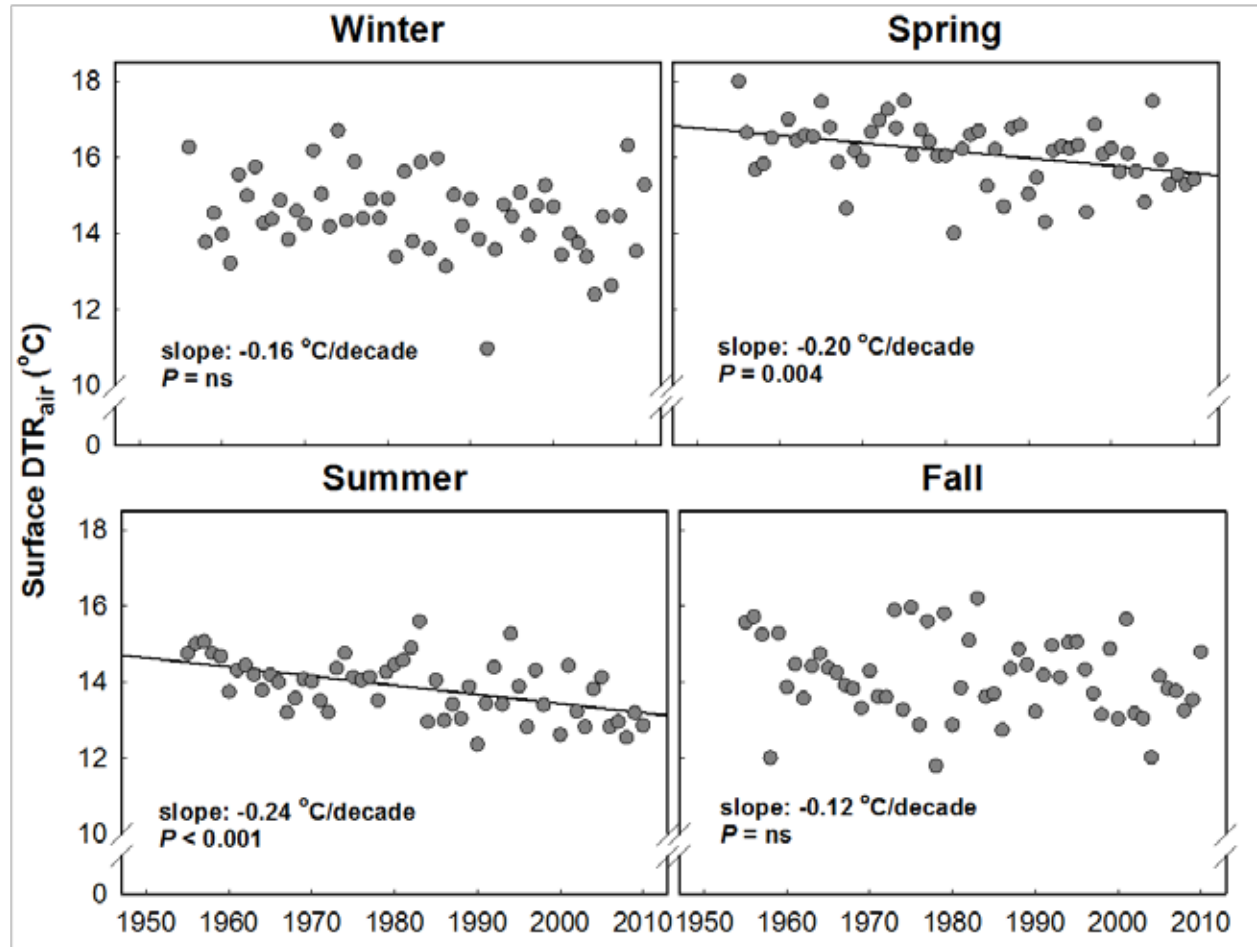 Winter
Spring
Surface DTRair (°C)
18
16
14
12
10
0
slope: -0.16 °C/decade
P = ns
slope: -0.20 °C/decade
P = 0.004
Summer
Fall
18
16
14
12
10
0
slope: -0.24 °C/decade
P < 0.001
slope: -0.12 °C/decade
P = ns
1950 1960 1970 1980 1990 2000 2010
1950 1960 1970 1980 1990 2000 2010